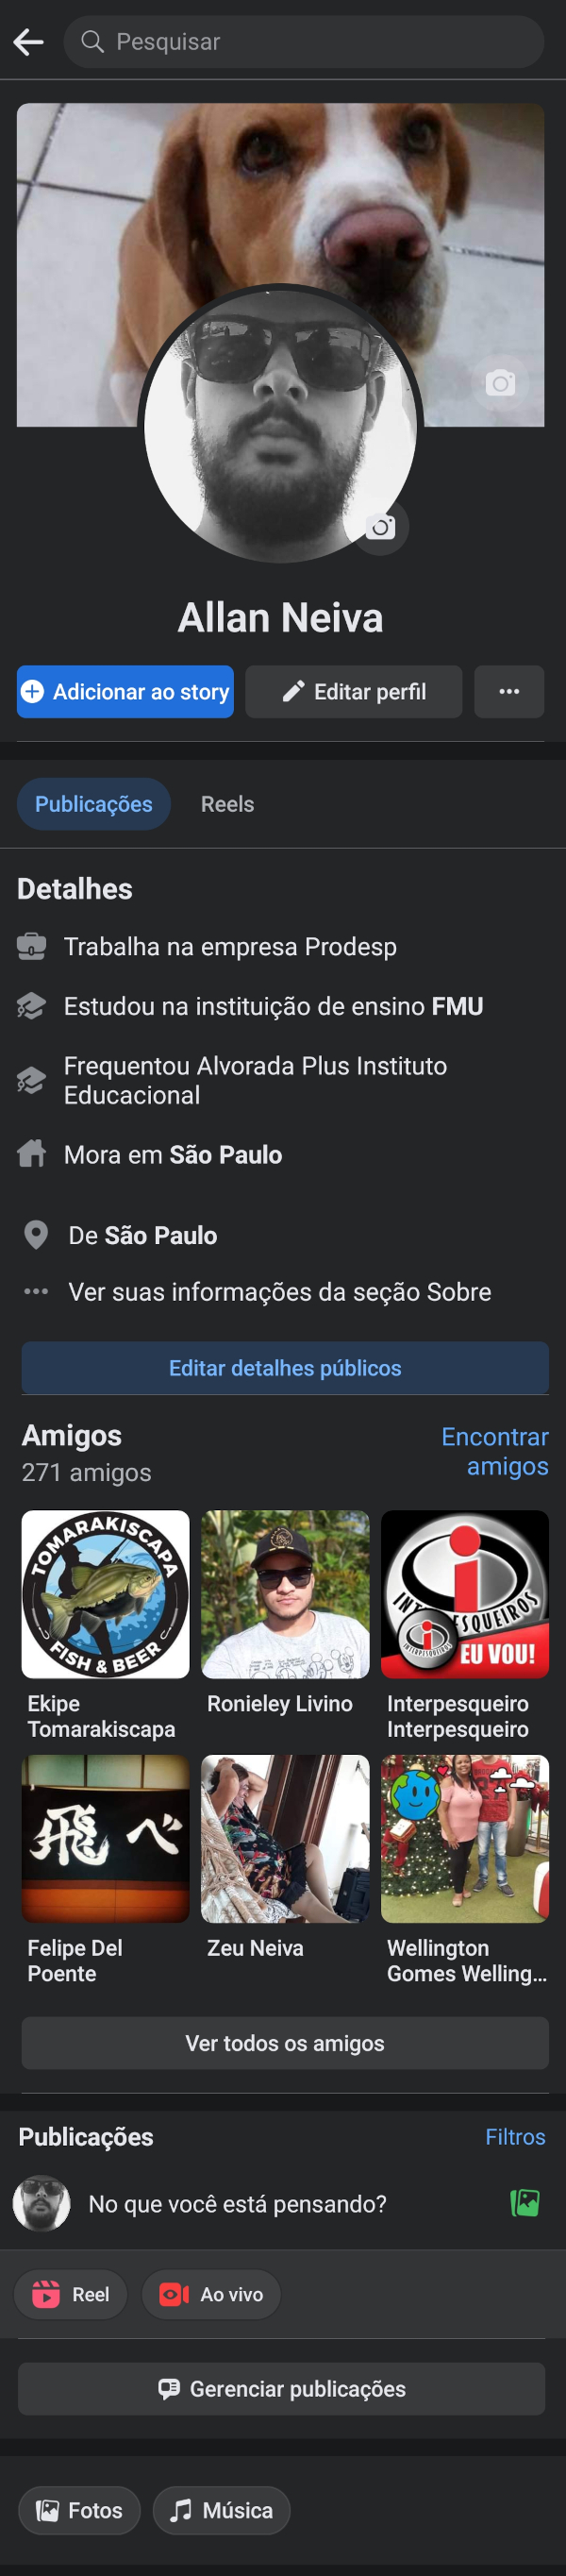 Pesquisar
Allan Neiva
Adicionar ao story
Editar perfil
Publicações
Reels
Detalhes
Trabalha na empresa Prodesp
Estudou na instituição de ensino FMU
Frequentou Alvorada Plus Instituto
Educacional
Mora em São Paulo
De São Paulo
Ver suas informações da seção Sobre
Editar detalhes públicos
Amigos
Encontrar
amigos
271 amigos
TOMARAKISCAPA
FISH & BEER
INTERPESQUEIROS
INTERPESQUEIROS
EU VOU!
Ekipe
Tomarakiscapa
Ronieley Livino
Interpesqueiro
Interpesqueiro
飛べ
Felipe Del
Poente
Zeu Neiva
Wellington
Gomes Welling...
Ver todos os amigos
Publicações
Filtros
No que você está pensando?
Reel
Ao vivo
Gerenciar publicações
Fotos
Música